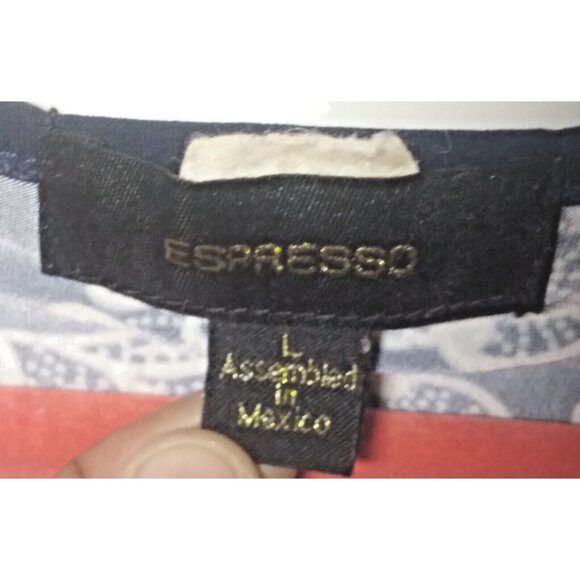 ESPRESSO
L
Assembled
in
Mexico